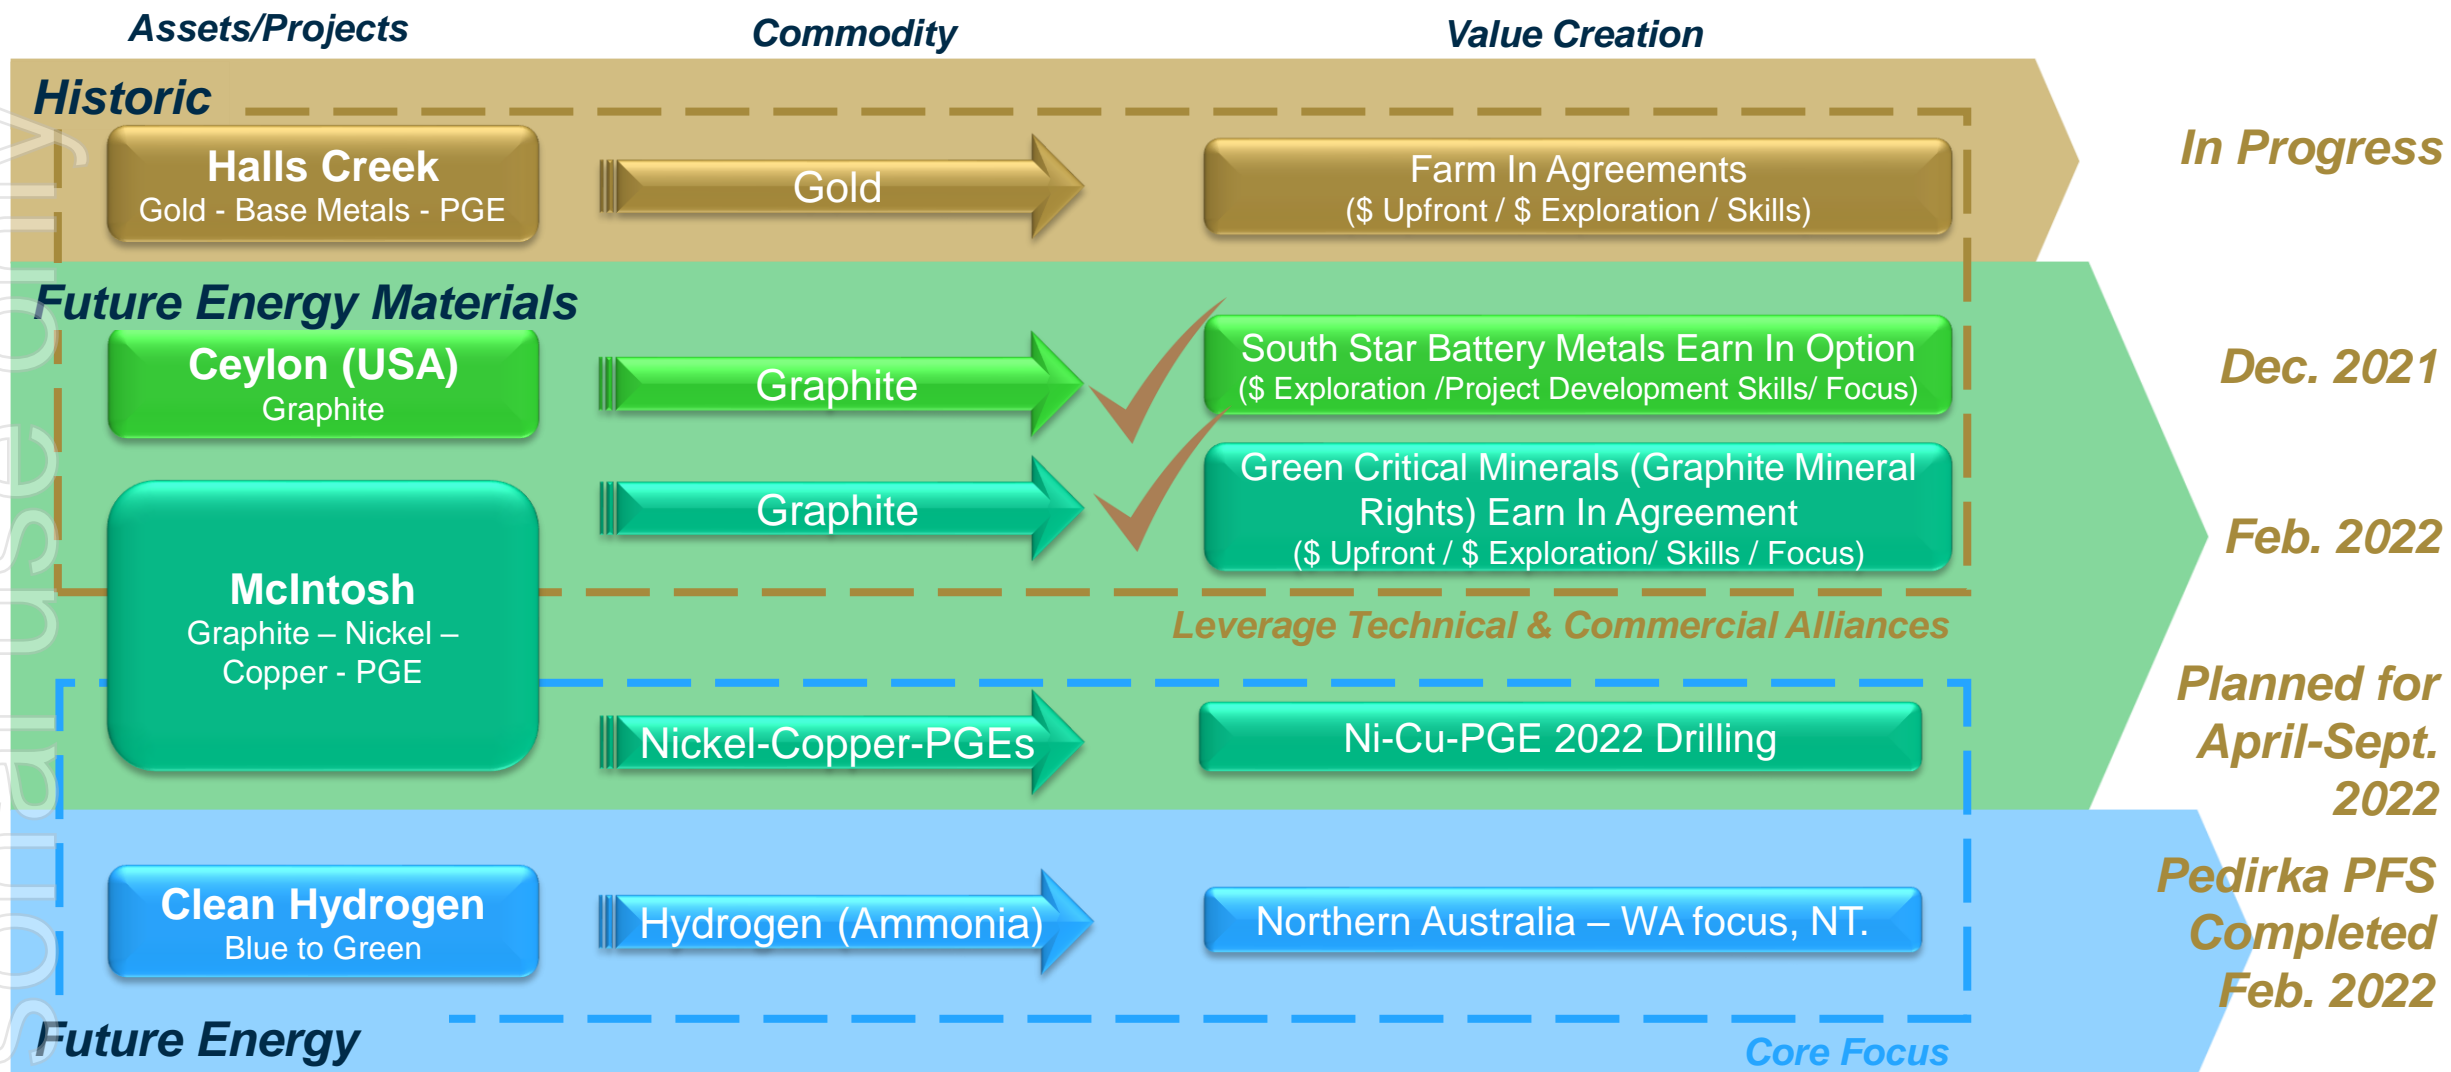 Assets/Projects
Commodity
Value Creation
Historic
Halls Creek
Gold - Base Metals - PGE
Gold
Farm In Agreements
($ Upfront / $ Exploration / Skills)
In Progress
Future Energy Materials
Ceylon (USA)
Graphite
Graphite
South Star Battery Metals Earn In Option
($ Exploration /Project Development Skills/ Focus)
Dec. 2021
Graphite
Green Critical Minerals (Graphite Mineral
Rights) Earn In Agreement
($ Upfront / $ Exploration/ Skills / Focus)
Feb. 2022
McIntosh
Graphite – Nickel –
Copper - PGE
Leverage Technical & Commercial Alliances
Nickel-Copper-PGEs
Ni-Cu-PGE 2022 Drilling
Planned for
April-Sept.
2022
Clean Hydrogen
Blue to Green
Hydrogen (Ammonia)
Northern Australia – WA focus, NT.
Pedirka PFS
Completed
Feb. 2022
Future Energy
Core Focus
sonal use only